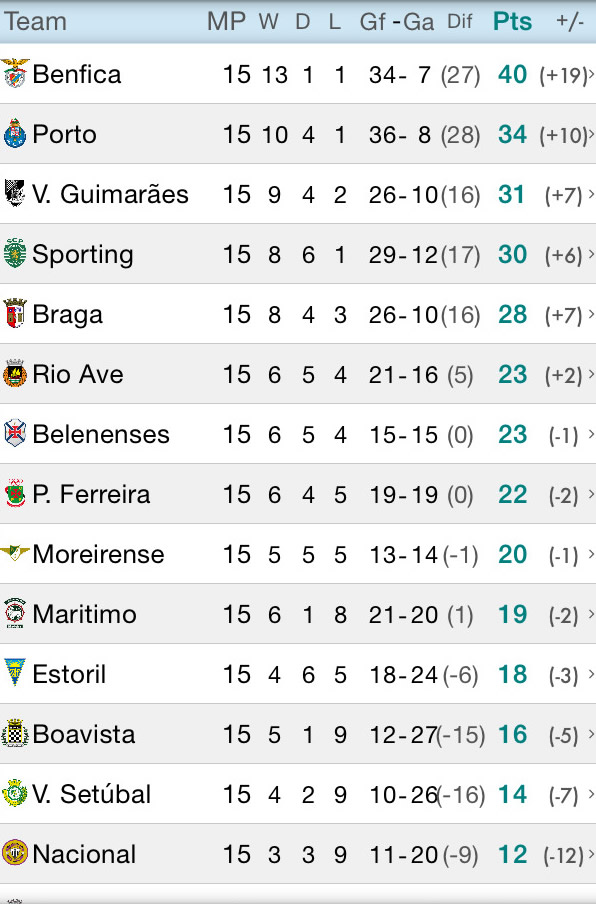 Team MP W D L Gf -Ga Dif Pts +/-
Benfica 15 13 1 1 34- 7 (27) 40 (+19)
Porto 15 10 4 1 36- 8 (28) 34 (+10)
V. Guimarães 15 9 4 2 26-10 (16) 31 (+7)
Sporting 15 8 6 1 29-12 (17) 30 (+6)
Braga 15 8 4 3 26-10 (16) 28 (+7)
Rio Ave 15 6 5 4 21-16 (5) 23 (+2)
Belenenses 15 6 5 4 15-15 (0) 23 (-1)
P. Ferreira 15 6 4 5 19-19 (0) 22 (-2)
Moreirense 15 5 5 5 13-14 (-1) 20 (-1)
Maritimo 15 6 1 8 21-20 (1) 19 (-2)
Estoril 15 4 6 5 18-24 (-6) 18 (-3)
Boavista 15 5 1 9 12-27 (-15) 16 (-5)
V. Setúbal 15 4 2 9 10-26 (-16) 14 (-7)
Nacional 15 3 3 9 11-20 (-9) 12 (-12)